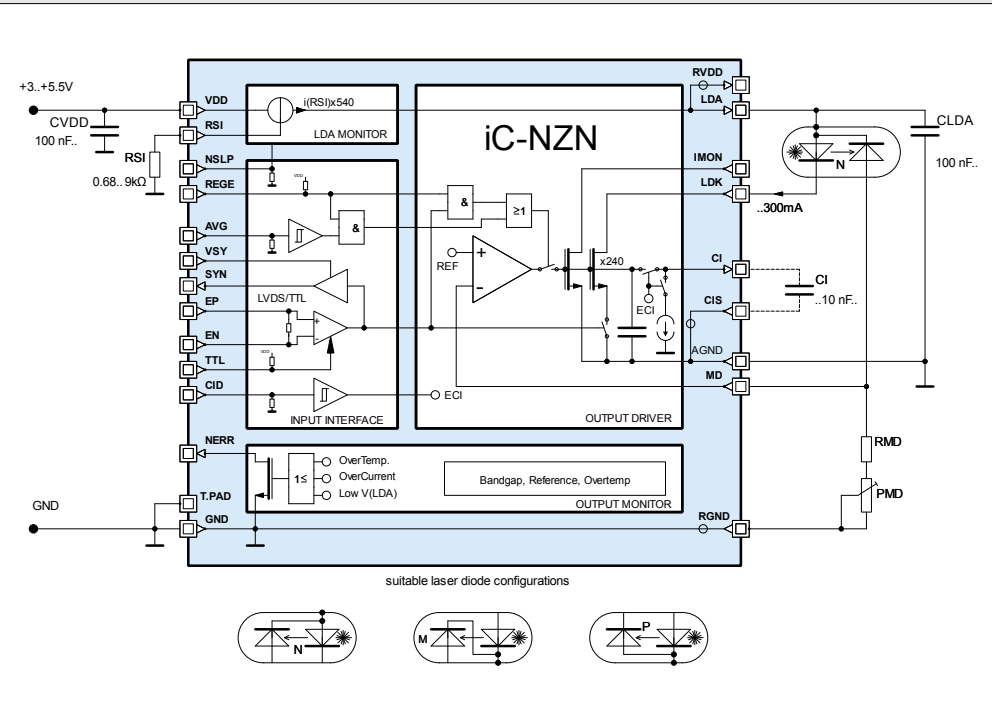 +3..+5.5V
CVDD
100 nF..
RSI
0.68..9kΩ
GND
VDD
RSI
NSLP
REGE
AVG
VSY
SYN
EP
EN
TTL
CID
NERR
T.PAD
GND
i(RSI)x540
LDA MONITOR
VDD
&
LVDS/TTL
+
-
VDD
INPUT INTERFACE
iC-NZN
&
≥1
REF
+
-
x240
ECI
ECI
OUTPUT DRIVER
1≤
OverTemp.
OverCurrent
Low V(LDA)
Bandgap, Reference, Overtemp
OUTPUT MONITOR
RVDD
LDA
IMON
LDK
CI
CIS
AGND
MD
RGND
N
..300mA
CLDA
100 nF..
CI
..10 nF..
RMD
PMD
suitable laser diode configurations
N
M
P